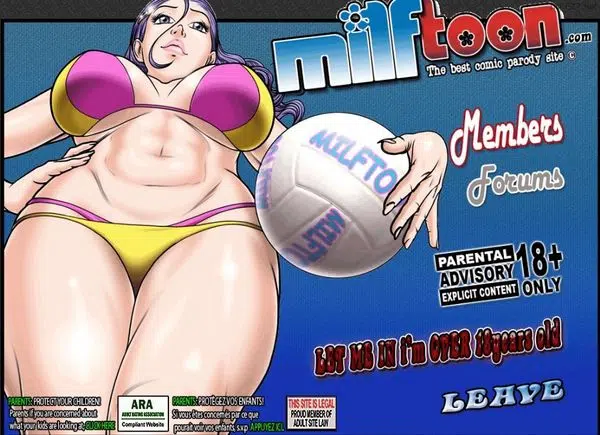 milftoon.com
The best comic parody site ©
Members
Forums
MILFTOON
PARENTAL
ADVISORY
EXPLICIT CONTENT
18+
ONLY
LET ME IN i'm OVER 18years old
LEAVE
PARENTS: PROTECT YOUR CHILDREN!
Parents if you are concerned about
what your kids are looking at, CLICK HERE
ARA
Compliant Website
PARENTS: PROTÉGEZ VOS ENFANTS!
Si vous êtes concernés par ce que
pourait voir vos enfants, s.v.p APPUYEZ ICI
THIS SITE IS LEGAL
PROUD MEMBER OF
ADULT SITE LAW